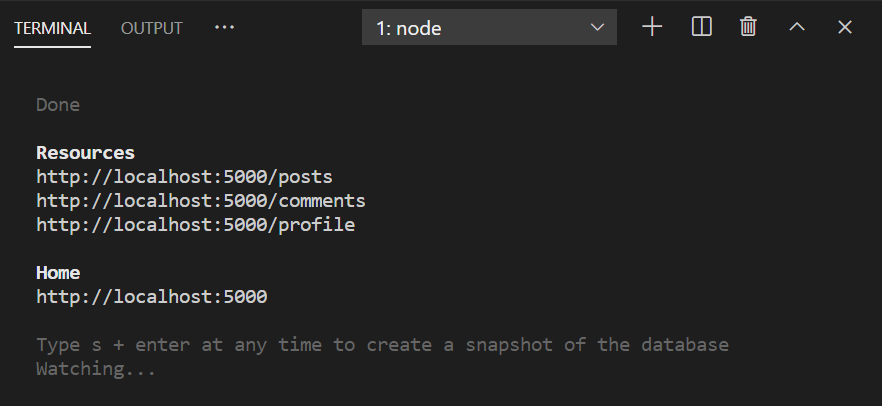 TERMINAL OUTPUT ... 1: node
Done
Resources
http://localhost:5000/posts
http://localhost:5000/comments
http://localhost:5000/profile
Home
http://localhost:5000
Type s + enter at any time to create a snapshot of the database
Watching...